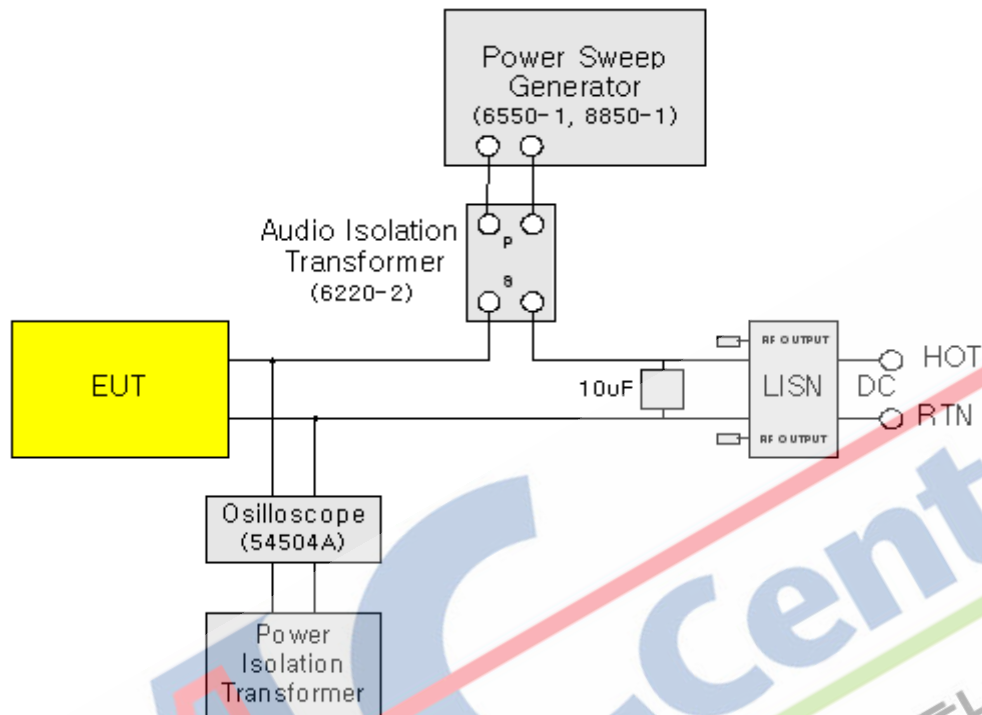 Power Sweep
Generator
(6550-1, 8850-1)
Audio Isolation
Transformer
(6220-2)
P
S
EUT
10uF
RF OUTPUT
LISN
RF OUTPUT
DC
HOT
RTN
Osilloscope
(54504A)
Power
Isolation
Transformer
Cent